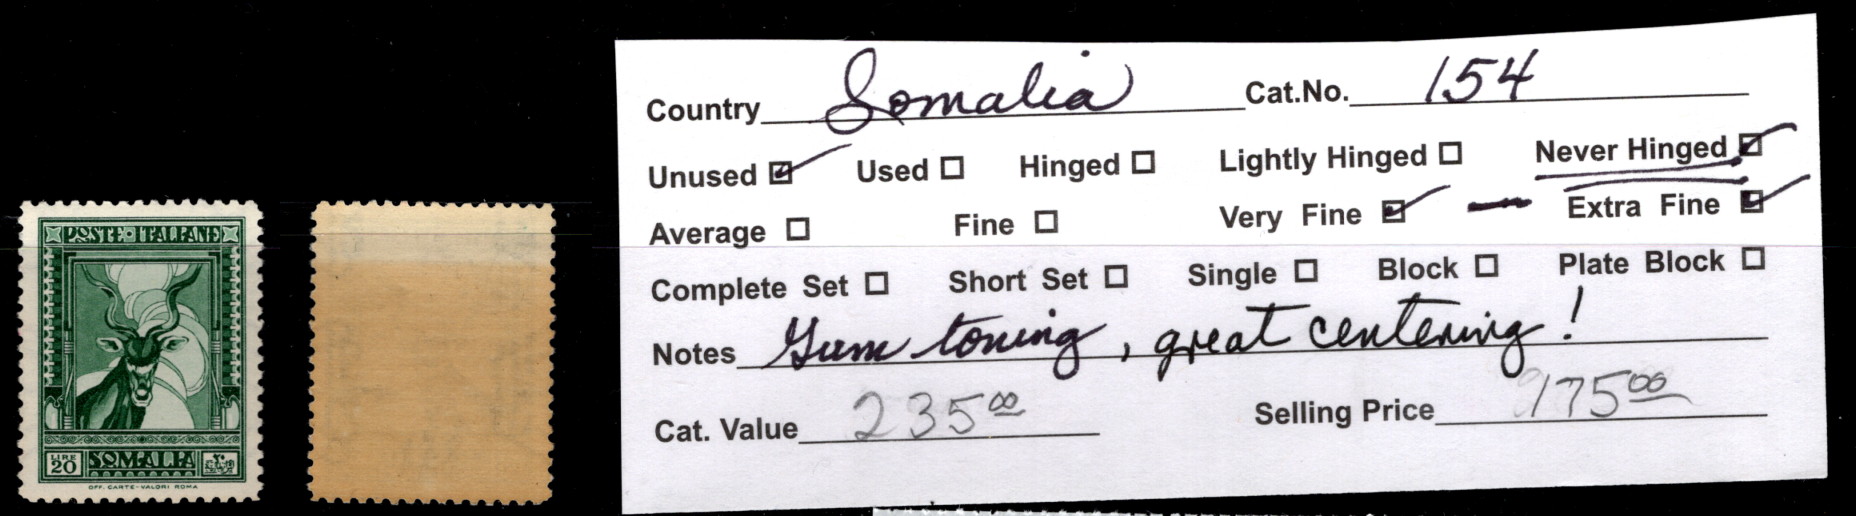 POSTE ITALIANE
LIRE
20
SOMALIA
OFF. CARTE-VALORI ROMA
Country Somalia Cat.No. 154
Unused ☑ Used ☐ Hinged ☐ Lightly Hinged ☐ Never Hinged ☑
Average ☐ Fine ☐ Very Fine ☑ — Extra Fine ☑
Complete Set ☐ Short Set ☐ Single ☐ Block ☐ Plate Block ☐
Notes Gum toning, great centering!
Cat. Value 235.00 Selling Price 175.00